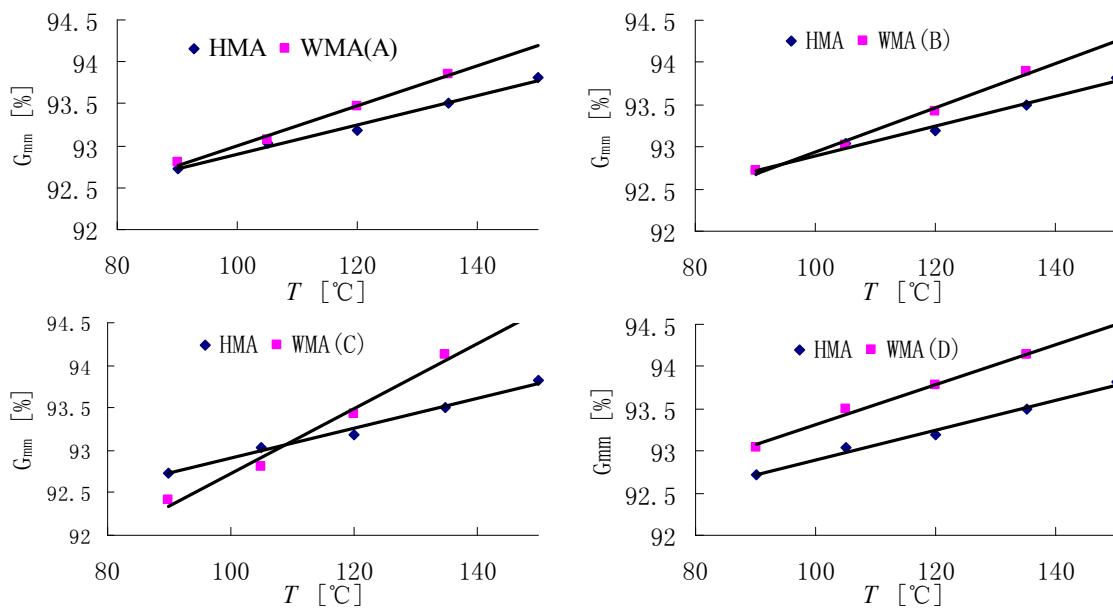 94.5
94
93.5
93
92.5
92
Gmm [%]
HMA WMA(A)
80 100 120 140
T [℃]
94.5
94
93.5
93
92.5
92
Gmm [%]
HMA WMA(B)
80 100 120 140
T [℃]
94.5
94
93.5
93
92.5
92
Gmm [%]
HMA WMA(C)
80 100 120 140
T [℃]
94.5
94
93.5
93
92.5
92
Gmm [%]
HMA WMA(D)
80 100 120 140
T [℃]